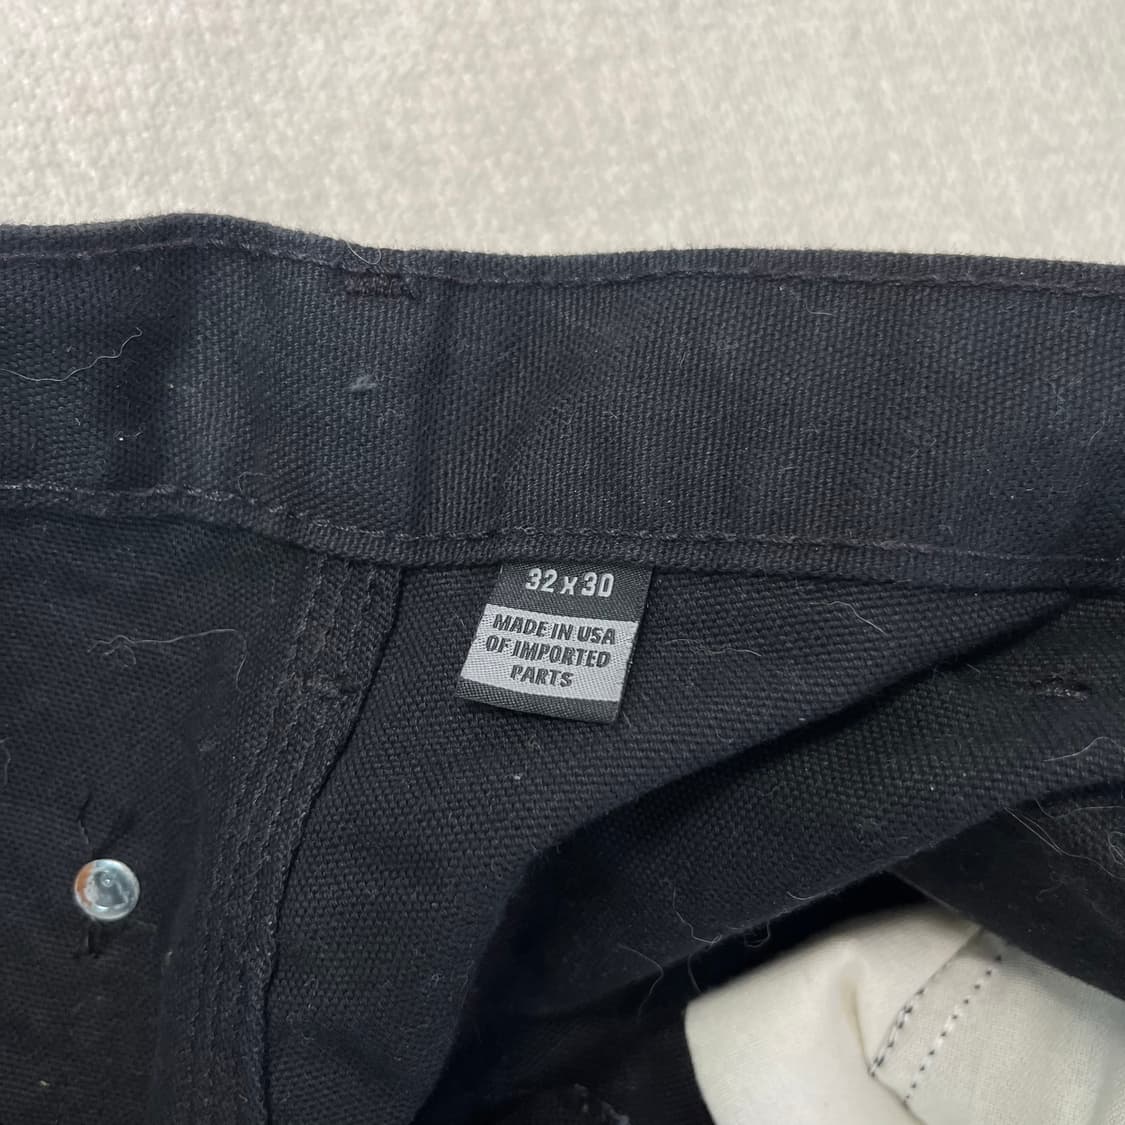 32 x 30
MADE IN USA
OF IMPORTED
PARTS